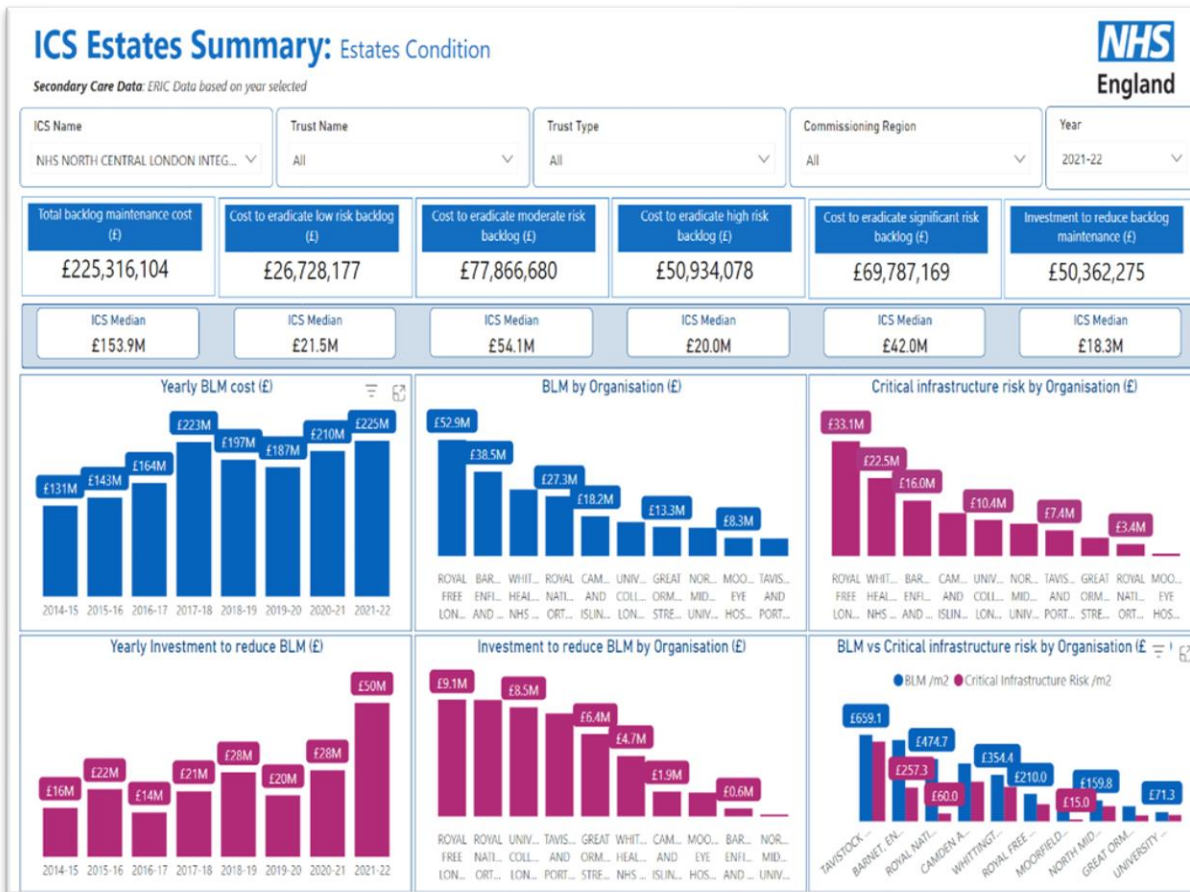 ICS Estates Summary: Estates Condition
NHS
England
Secondary Care Data: ERIC Data based on year selected
ICS Name
NHS NORTH CENTRAL LONDON INTEG...
Trust Name
All
Trust Type
All
Commissioning Region
All
Year
2021-22
Total backlog maintenance cost
(£)
£225,316,104
Cost to eradicate low risk backlog
(£)
£26,728,177
Cost to eradicate moderate risk
backlog (£)
£77,866,680
Cost to eradicate high risk
backlog (£)
£50,934,078
Cost to eradicate significant risk
backlog (£)
£69,787,169
Investment to reduce backlog
maintenance (£)
£50,362,275
ICS Median
£153.9M
ICS Median
£21.5M
ICS Median
£54.1M
ICS Median
£20.0M
ICS Median
£42.0M
ICS Median
£18.3M
Yearly BLM cost (£)
£131M £143M £164M £223M £197M £187M £210M £225M
2014-15 2015-16 2016-17 2017-18 2018-19 2019-20 2020-21 2021-22
BLM by Organisation (£)
£52.9M £38.5M £27.3M £18.2M £13.3M £8.3M
ROYAL BAR... WHIT... ROYAL CAM... UNIV... GREAT NOR... MOO... TAVIS...
FREE ENFI... HEAL... NATI... AND COLL... ORM... MID... EYE AND
LON... AND ... NHS ... ORT... ISLIN... LON... STRE... UNIV... HOS... PORT...
Critical infrastructure risk by Organisation (£)
£33.1M £22.5M £16.0M £10.4M £7.4M £3.4M
ROYAL WHIT... BAR... CAM... UNIV... NOR... TAVIS... GREAT ROYAL MOO...
FREE HEAL... ENFI... AND COLL... MID... AND ORM... NATI... EYE
LON... NHS ... AND ... ISLIN... LON... UNIV... PORT... STRE... ORT... HOS...
Yearly Investment to reduce BLM (£)
£16M £22M £14M £21M £28M £20M £28M £50M
2014-15 2015-16 2016-17 2017-18 2018-19 2019-20 2020-21 2021-22
Investment to reduce BLM by Organisation (£)
£9.1M £8.5M £6.4M £4.7M £1.9M £0.6M
ROYAL ROYAL UNIV... TAVIS... GREAT WHIT... CAM... MOO... BAR... NOR...
FREE NATI... COLL... AND ORM... HEAL... AND EYE ENFI... MID...
LON... ORT... LON... PORT... STRE... NHS ... ISLIN... HOS... AND ... UNIV...
BLM vs Critical infrastructure risk by Organisation (£
BLM /m2 Critical Infrastructure Risk /m2
£659.1 £257.3 £474.7 £60.0 £354.4 £210.0 £15.0 £159.8 £71.3
TAVISTOCK ... BARNET, EN... ROYAL NATI... CAMDEN A... WHITTINGT... ROYAL FREE ... MOORFIELD... NORTH MID... GREAT ORM... UNIVERSITY ...